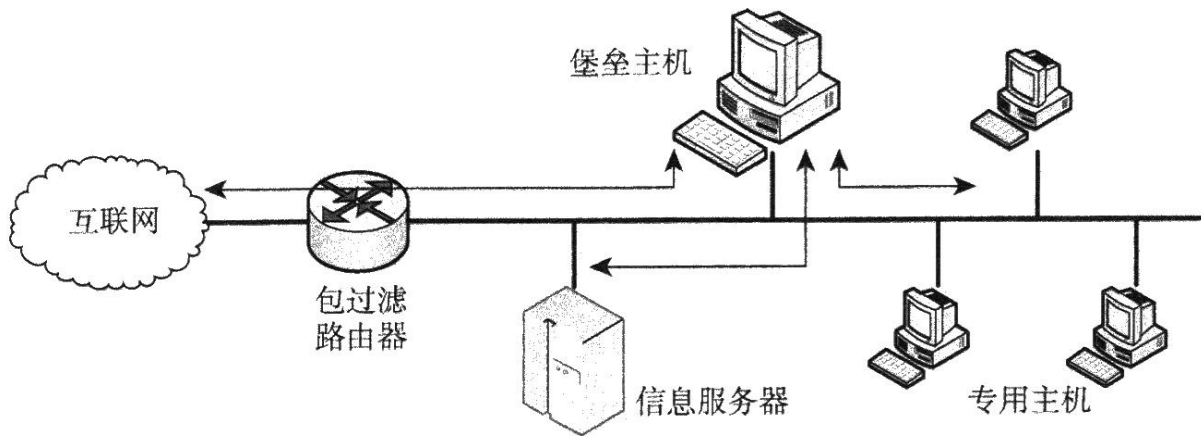 堡垒主机
互联网
包过滤
路由器
信息服务器
专用主机